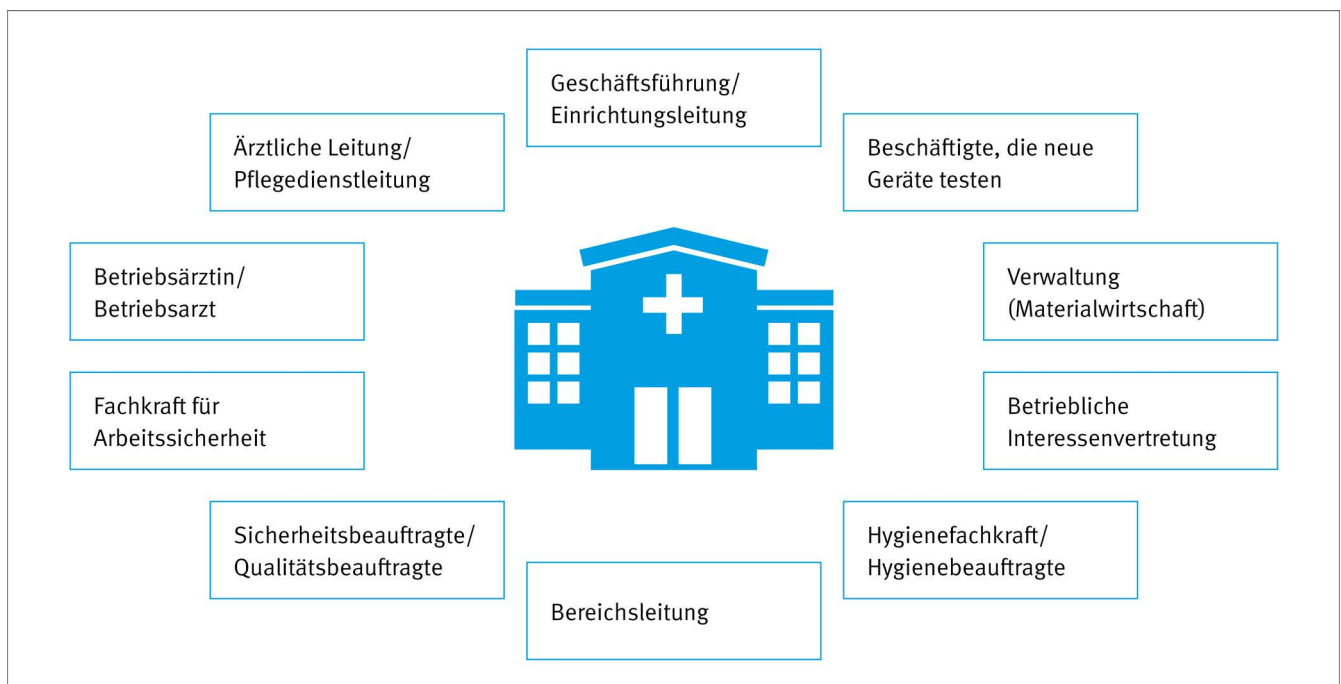 Geschäftsführung/
Einrichtungsleitung
Ärztliche Leitung/
Pflegedienstleitung
Beschäftigte, die neue
Geräte testen
Betriebsärztin/
Betriebsarzt
Verwaltung
(Materialwirtschaft)
Fachkraft für
Arbeitssicherheit
Betriebliche
Interessenvertretung
Sicherheitsbeauftragte/
Qualitätsbeauftragte
Hygienefachkraft/
Hygienebeauftragte
Bereichsleitung